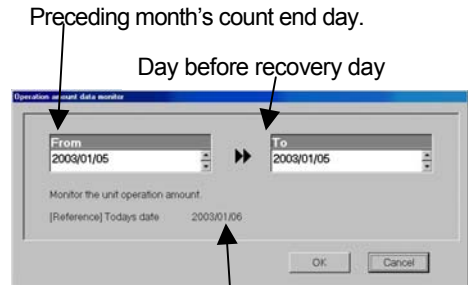 Preceding month's count end day.
Day before recovery day
Operation amount data monitor
From
To
2003/01/05
2003/01/05
Monitor the unit operation amount.
[Reference] Todays date 2003/01/06
OK
Cancel